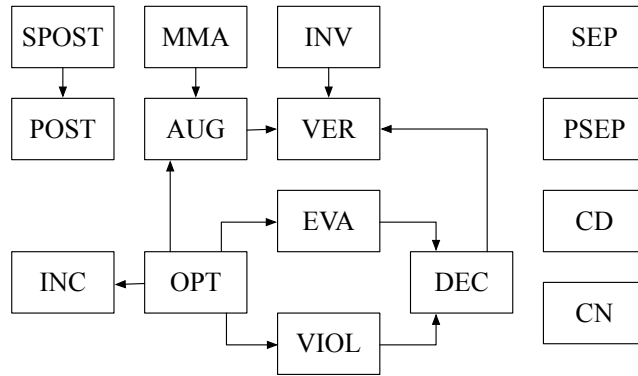 SPOST MMA INV SEP
POST AUG VER PSEP
EVA CD
INC OPT DEC
CN
VIOL